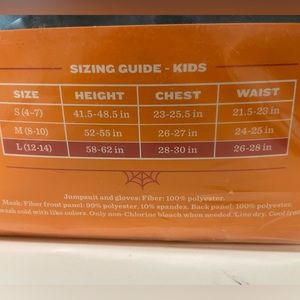 SIZING GUIDE - KIDS
SIZE HEIGHT CHEST WAIST
S (4-7) 41.5-48.5 in 23-25.5 in 21.5-23 in
M (8-10) 52-55 in 26-27 in 24-25 in
L (12-14) 58-62 in 28-30 in 26-28 in
Jumpsuit and gloves: Fiber: 100% polyester.
Mask: Fiber front panel: 90% polyester, 10% spandex. Back panel: 100% polyester.
wash cold with like colors. Only non-Chlorine bleach when needed. Line dry. Cool